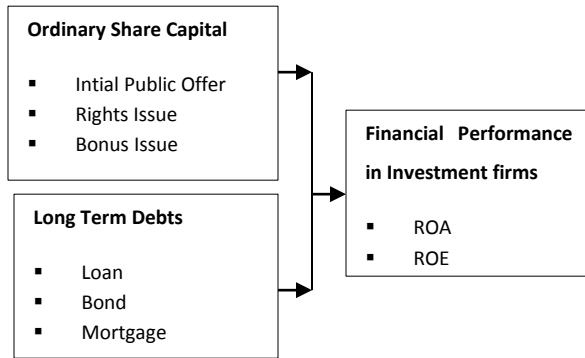 Ordinary Share Capital
▪ Intial Public Offer
▪ Rights Issue
▪ Bonus Issue
Long Term Debts
▪ Loan
▪ Bond
▪ Mortgage
Financial Performance
in Investment firms
▪ ROA
▪ ROE